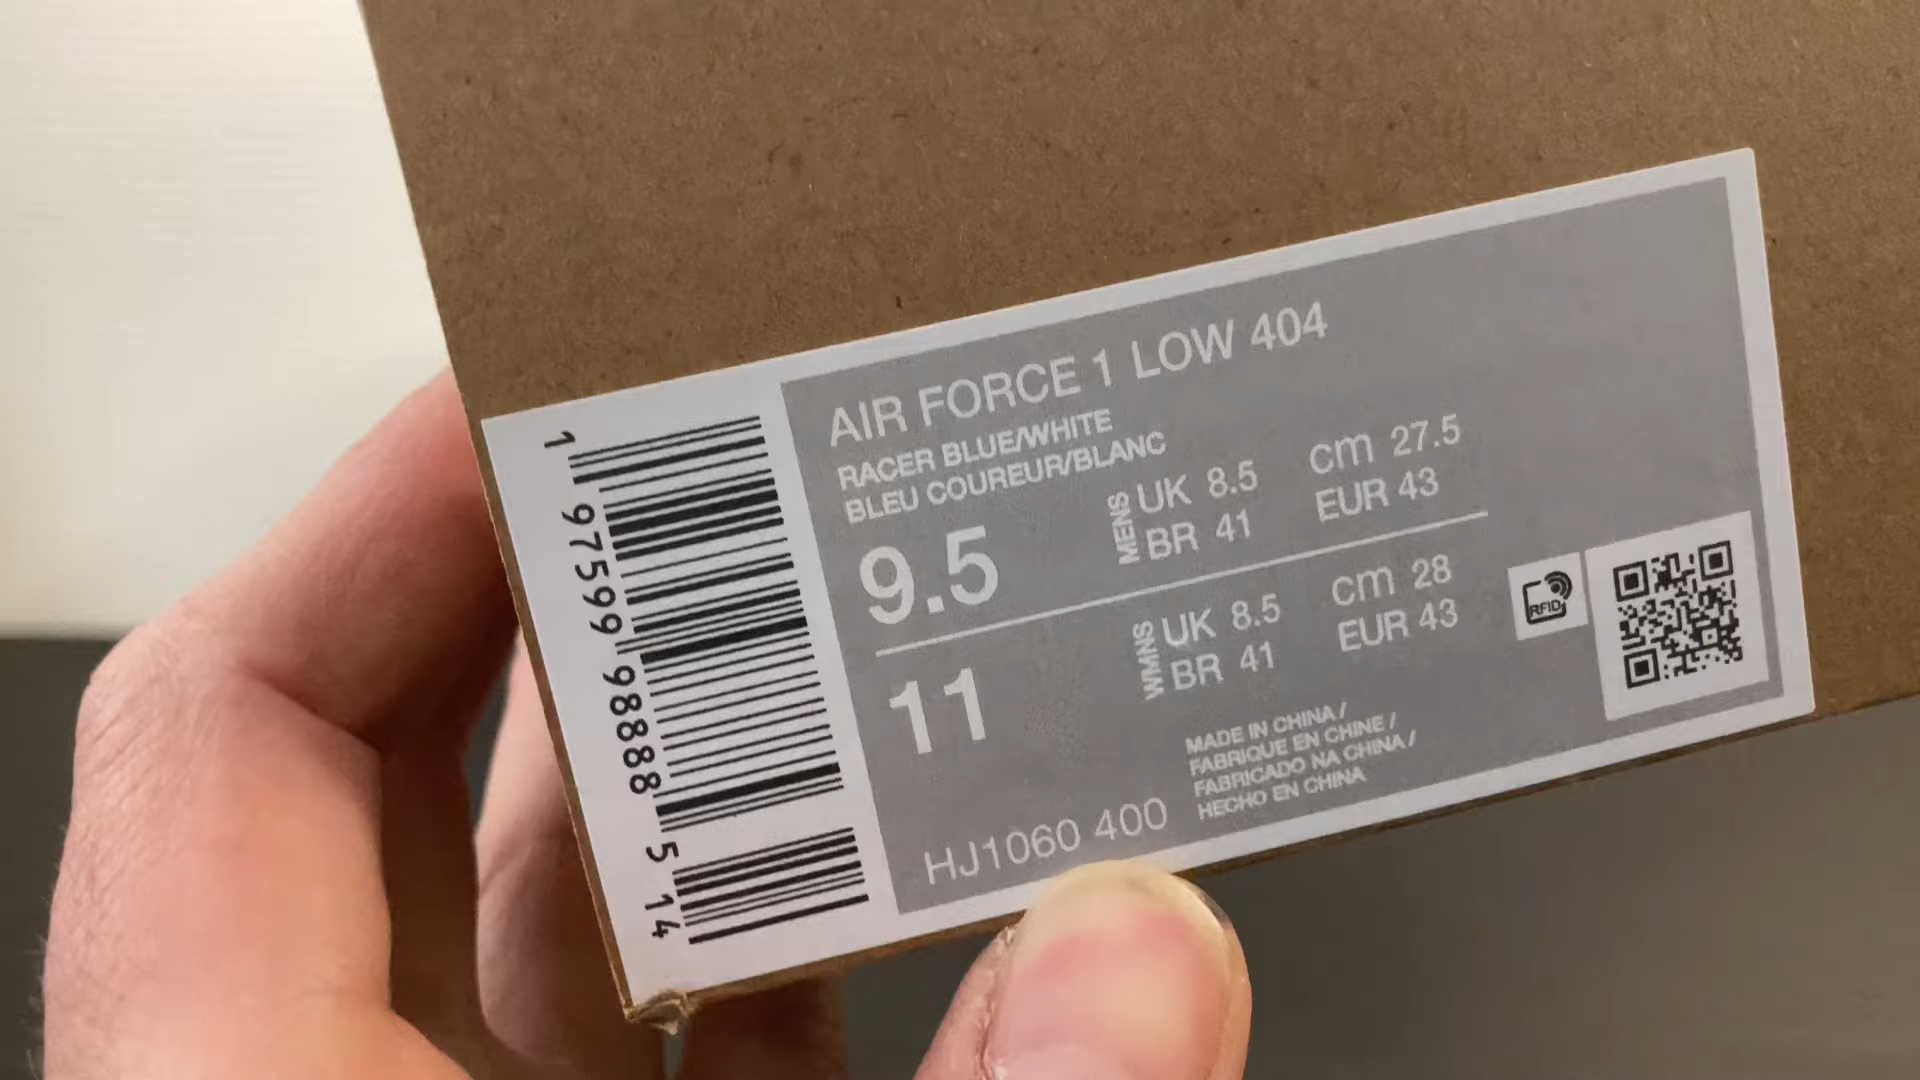 1 97599 98885 5 14
AIR FORCE 1 LOW 404
RACER BLUE/WHITE
BLEU COUREUR/BLANC
9.5
MENS
UK 8.5
BR 41
cm 27.5
EUR 43
11
WMNS
UK 8.5
BR 41
cm 28
EUR 43
RFID
MADE IN CHINA /
FABRIQUE EN CHINE /
FABRICADO NA CHINA /
HECHO EN CHINA
HJ1060 400